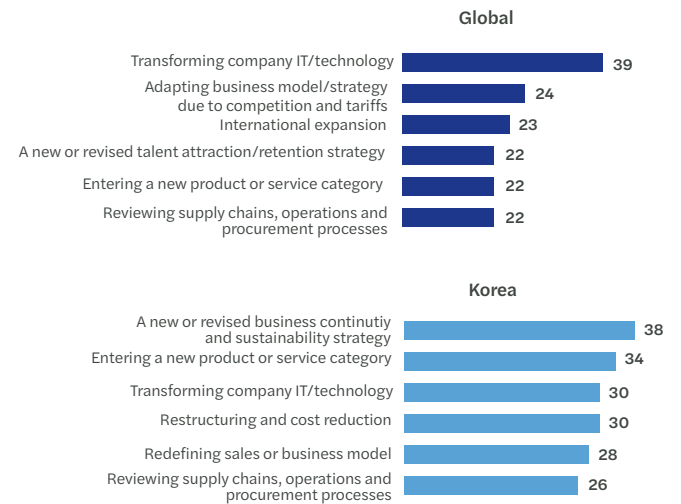 Global
Transforming company IT/technology 39
Adapting business model/strategy
due to competition and tariffs 24
International expansion 23
A new or revised talent attraction/retention strategy 22
Entering a new product or service category 22
Reviewing supply chains, operations and
procurement processes 22
Korea
A new or revised business continutiy
and sustainability strategy 38
Entering a new product or service category 34
Transforming company IT/technology 30
Restructuring and cost reduction 30
Redefining sales or business model 28
Reviewing supply chains, operations and
procurement processes 26